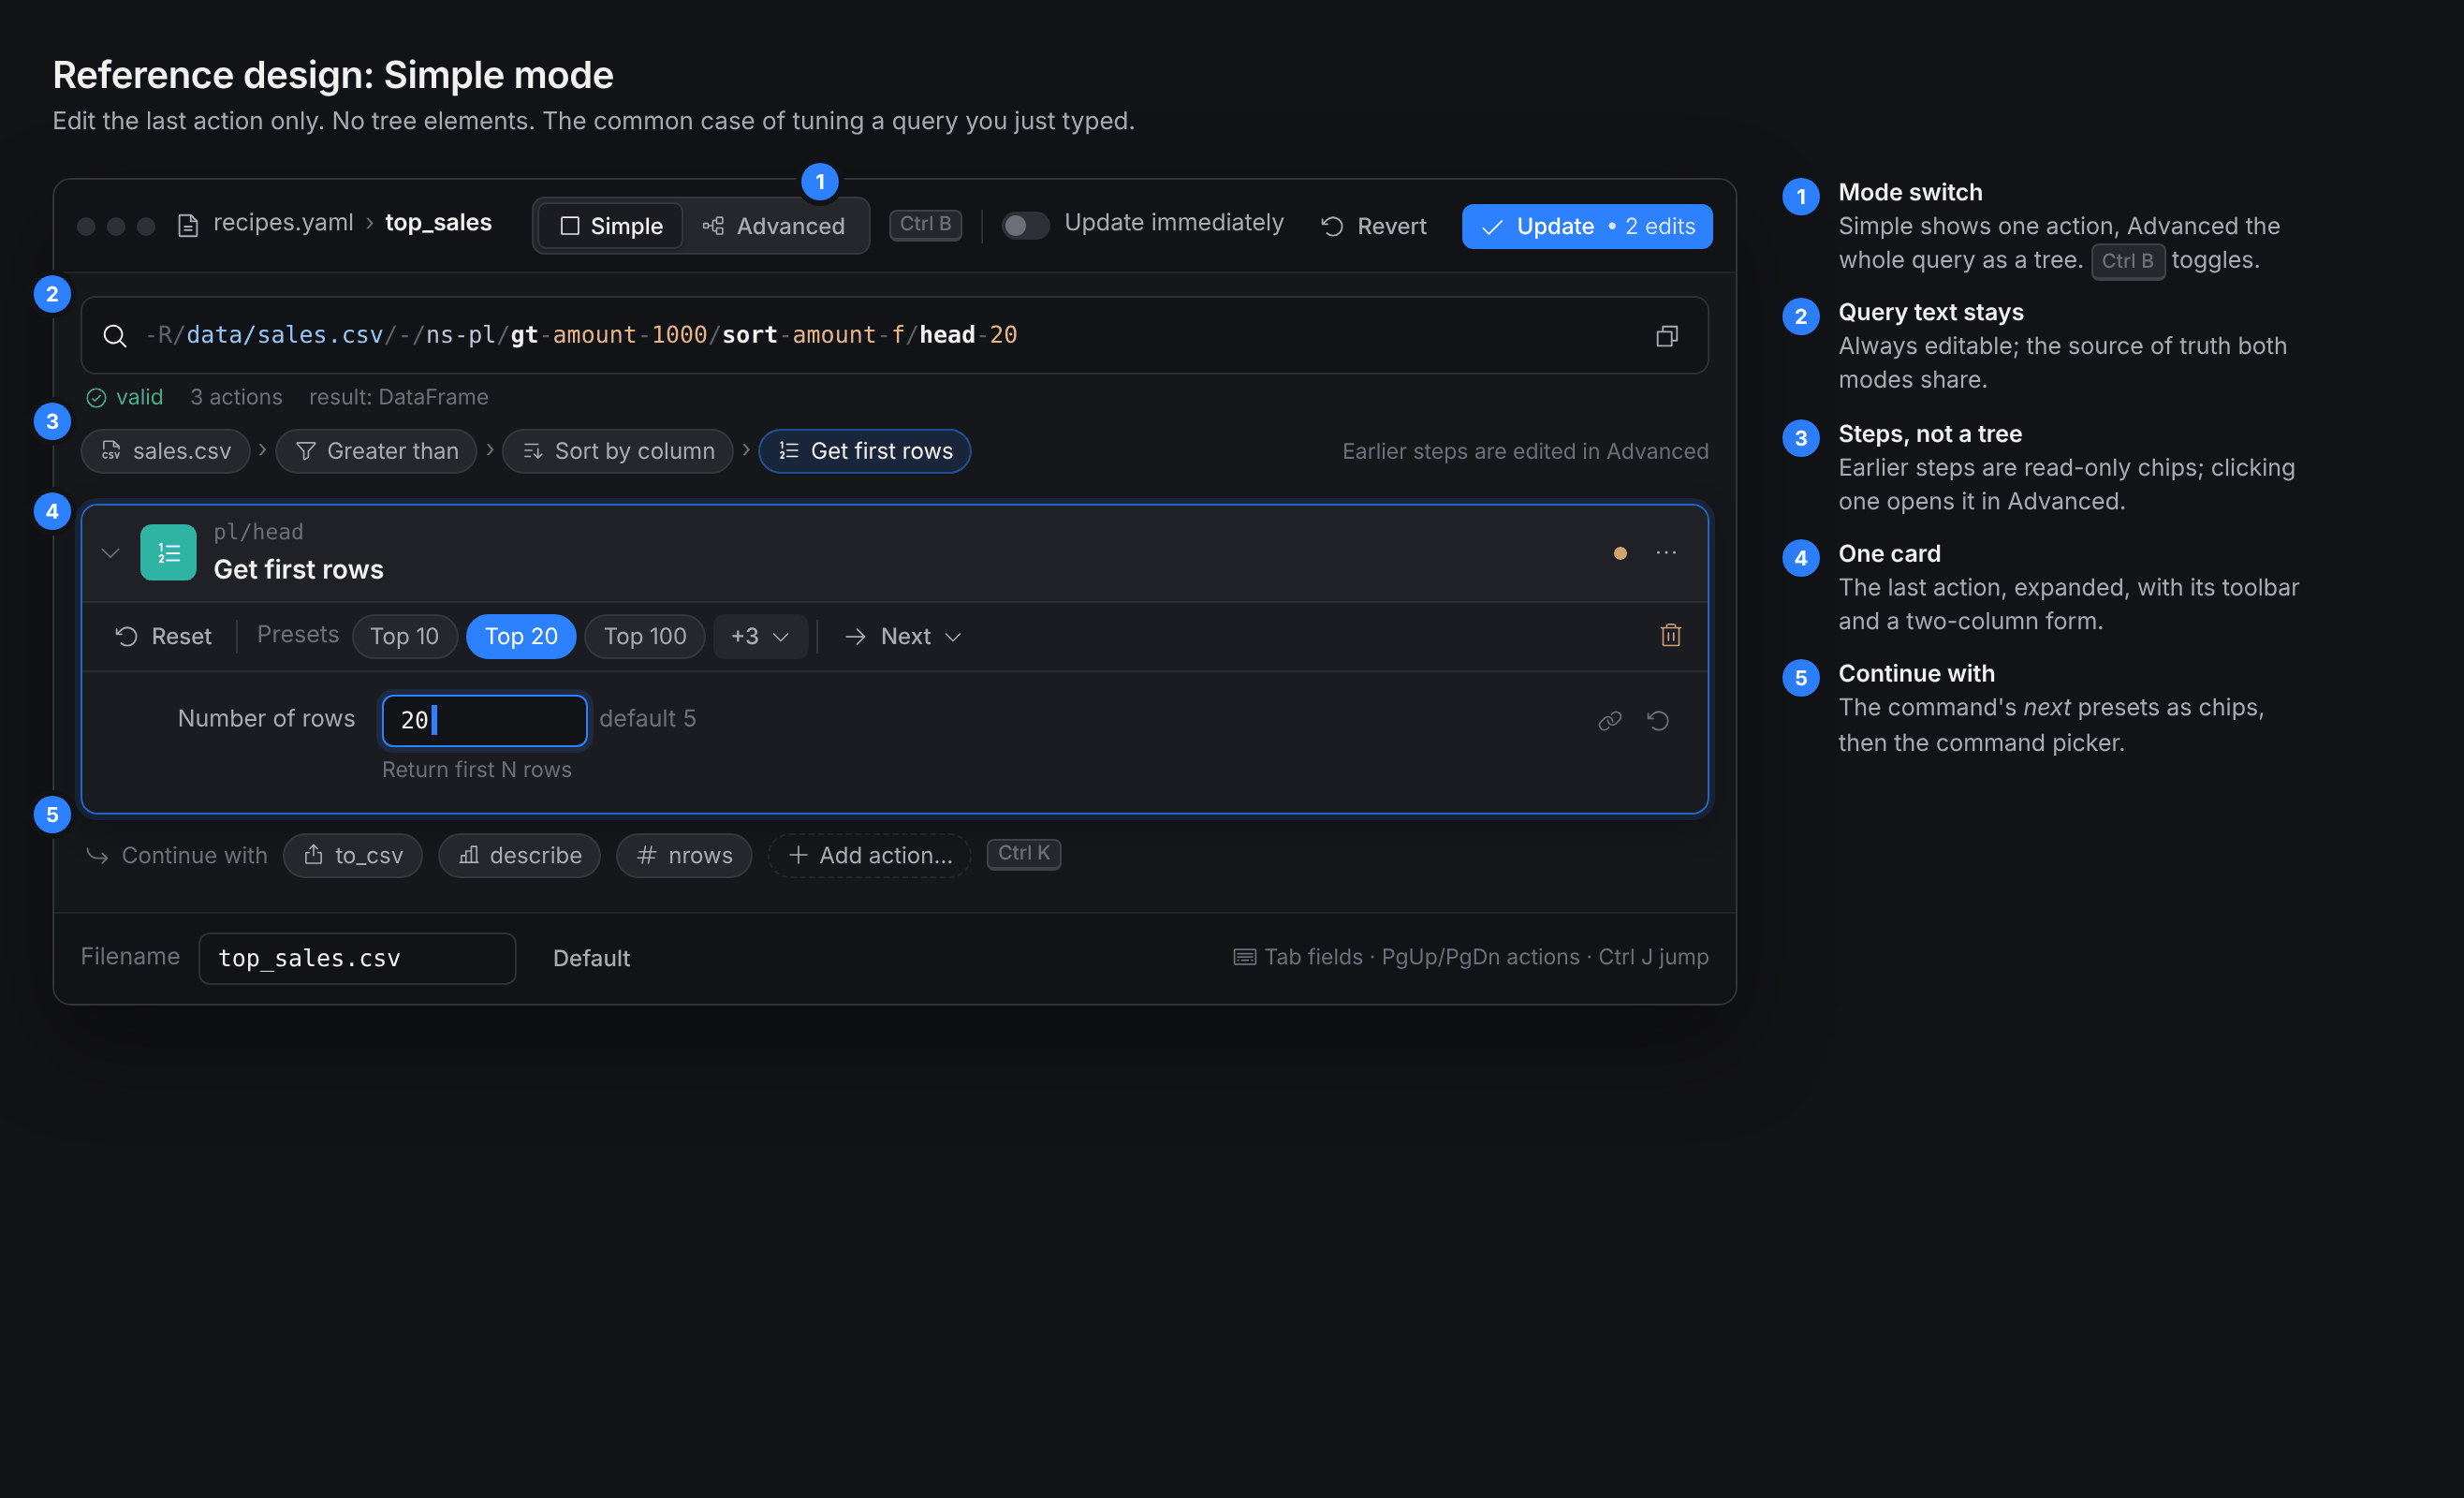 Reference design: Simple mode
Edit the last action only. No tree elements. The common case of tuning a query you just typed.
1
recipes.yaml › top_sales
Simple
Advanced
Ctrl B
Update immediately
Revert
Update • 2 edits
2
-R/data/sales.csv/-/ns-pl/gt-amount-1000/sort-amount-f/head-20
valid
3 actions
result: DataFrame
3
CSV
sales.csv › Greater than › Sort by column › Get first rows
Earlier steps are edited in Advanced
4
pl/head
Get first rows
...
Reset
Presets
Top 10
Top 20
Top 100
+3
Next
Number of rows
20
default 5
Return first N rows
5
Continue with
to_csv
describe
nrows
Add action...
Ctrl K
Filename
top_sales.csv
Default
Tab fields · PgUp/PgDn actions · Ctrl J jump
1 Mode switch
Simple shows one action, Advanced the
whole query as a tree. Ctrl B toggles.
2 Query text stays
Always editable; the source of truth both
modes share.
3 Steps, not a tree
Earlier steps are read-only chips; clicking
one opens it in Advanced.
4 One card
The last action, expanded, with its toolbar
and a two-column form.
5 Continue with
The command's next presets as chips,
then the command picker.